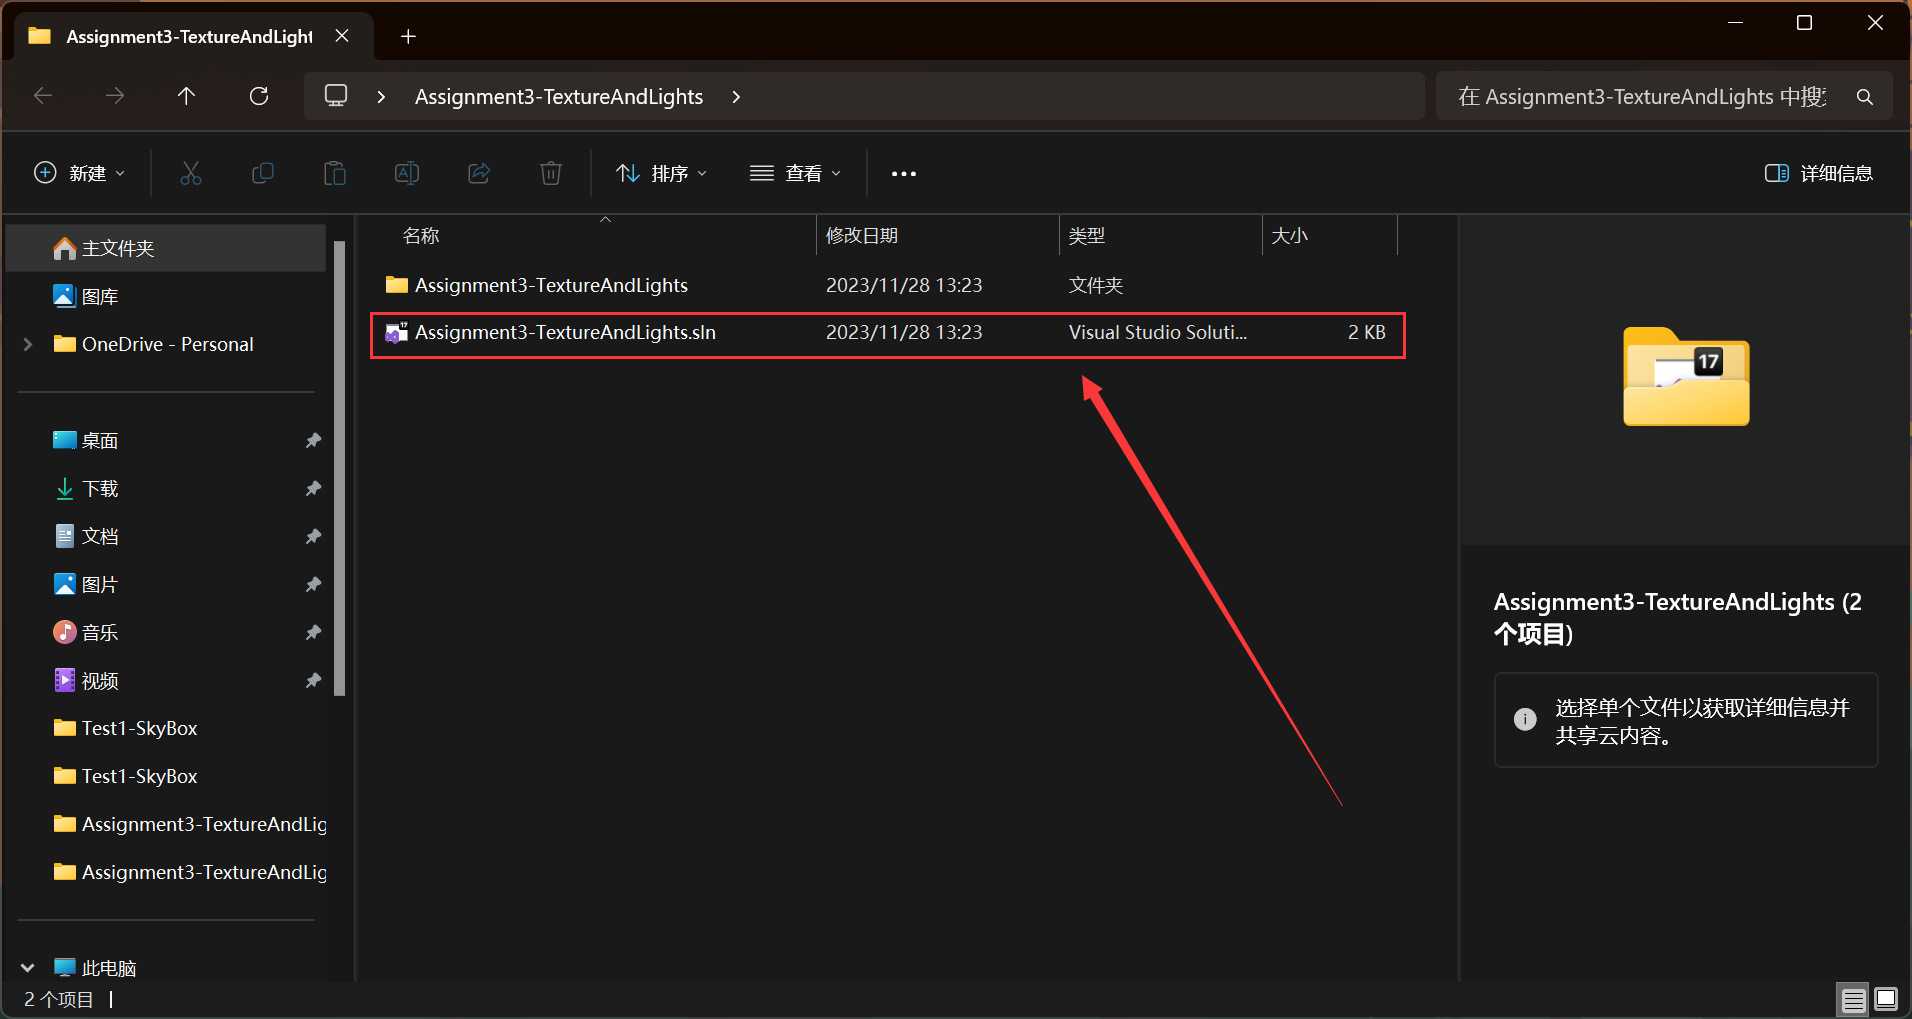 Assignment3-TextureAndLight
Assignment3-TextureAndLights
在 Assignment3-TextureAndLights 中搜
新建
排序
查看
详细信息
主文件夹
图库
OneDrive - Personal
桌面
下载
文档
图片
音乐
视频
Test1-SkyBox
Test1-SkyBox
Assignment3-TextureAndLig
Assignment3-TextureAndLig
此电脑
名称 修改日期 类型 大小
Assignment3-TextureAndLights 2023/11/28 13:23 文件夹
17
Assignment3-TextureAndLights.sln 2023/11/28 13:23 Visual Studio Soluti... 2 KB
17
Assignment3-TextureAndLights (2
个项目)
选择单个文件以获取详细信息并
共享云内容。
2 个项目